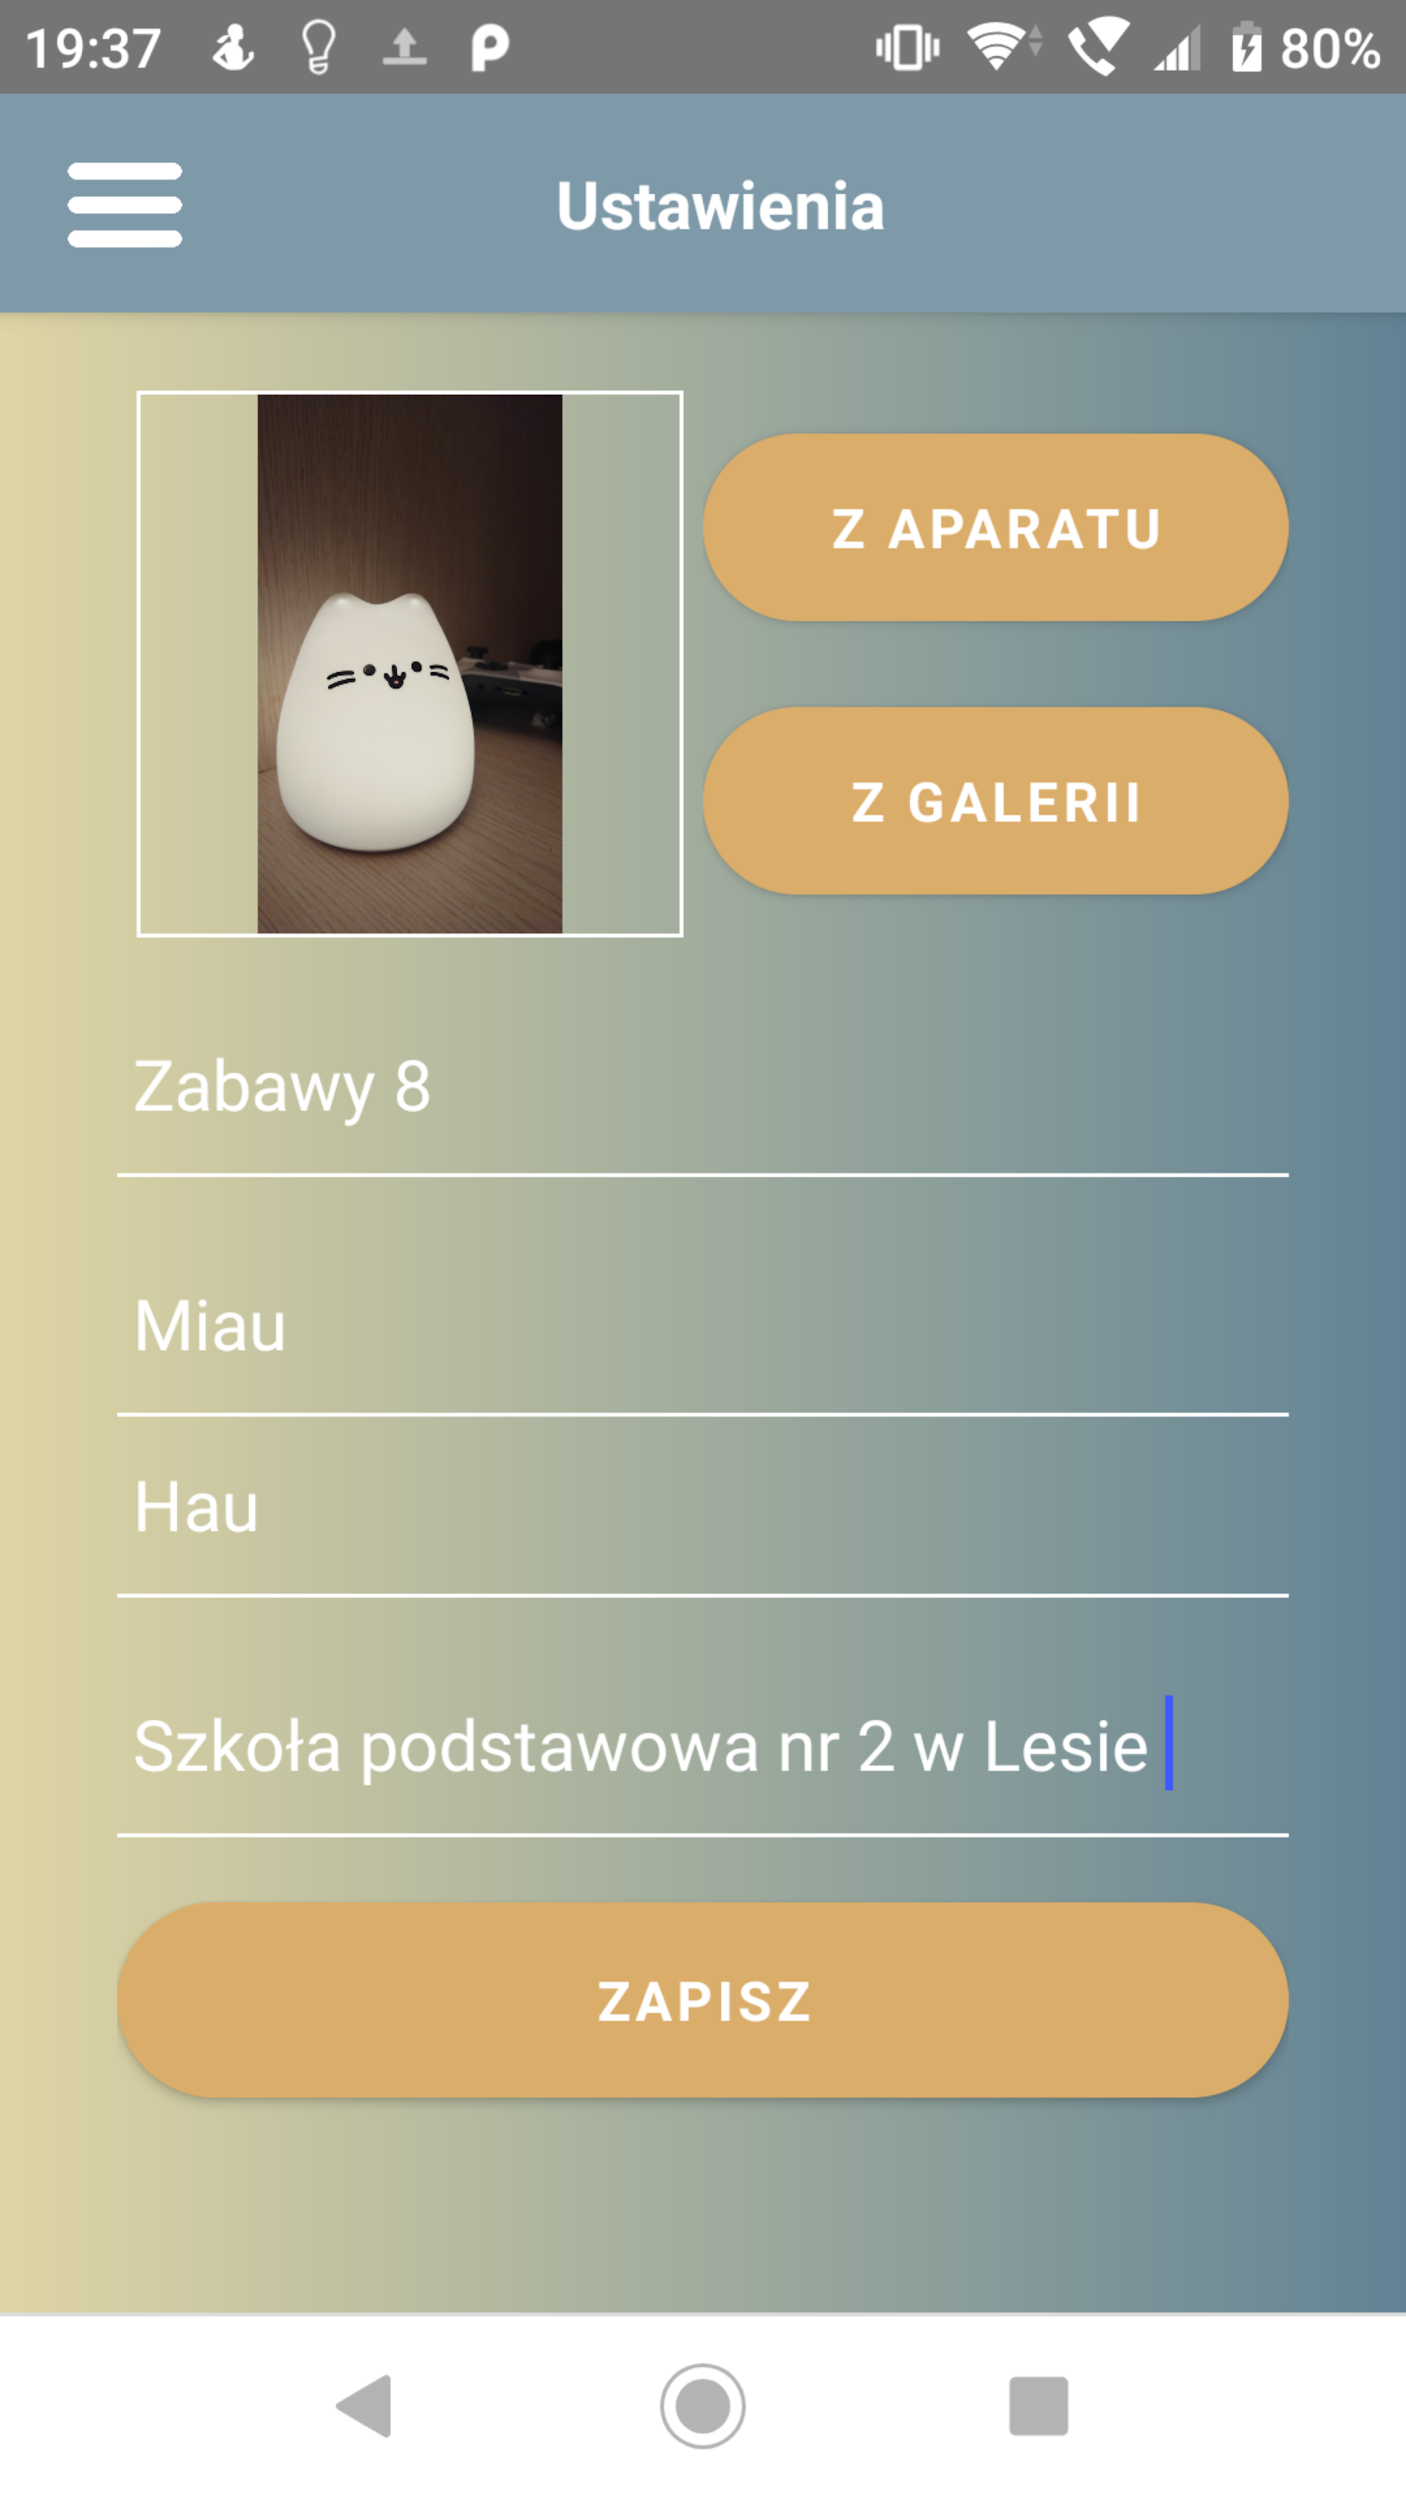 19:37 80%
Ustawienia
Z APARATU
Z GALERII
Zabawy 8
Miau
Hau
Szkoła podstawowa nr 2 w Lesie
ZAPISZ